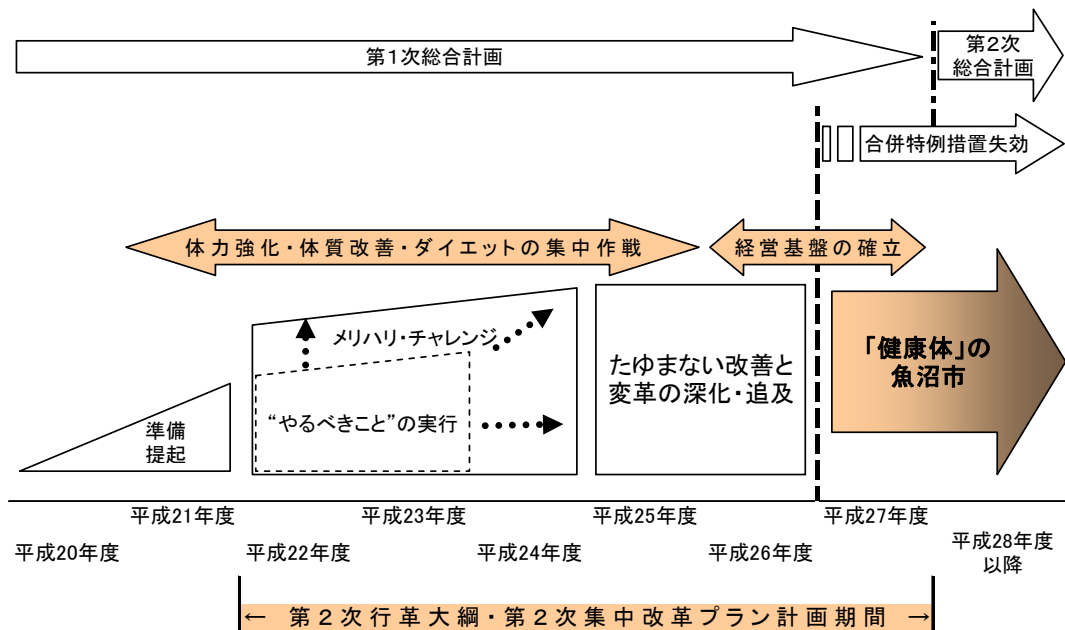 第1次総合計画
第2次
総合計画
合併特例措置失効
体力強化・体質改善・ダイエットの集中作戦
経営基盤の確立
メリハリ・チャレンジ
“やるべきこと”の実行
準備
提起
たゆまない改善と
変革の深化・追及
「健康体」の
魚沼市
平成21年度
平成23年度
平成25年度
平成27年度
平成20年度
平成22年度
平成24年度
平成26年度
平成28年度
以降
← 第2次行革大綱・第2次集中改革プラン計画期間 →